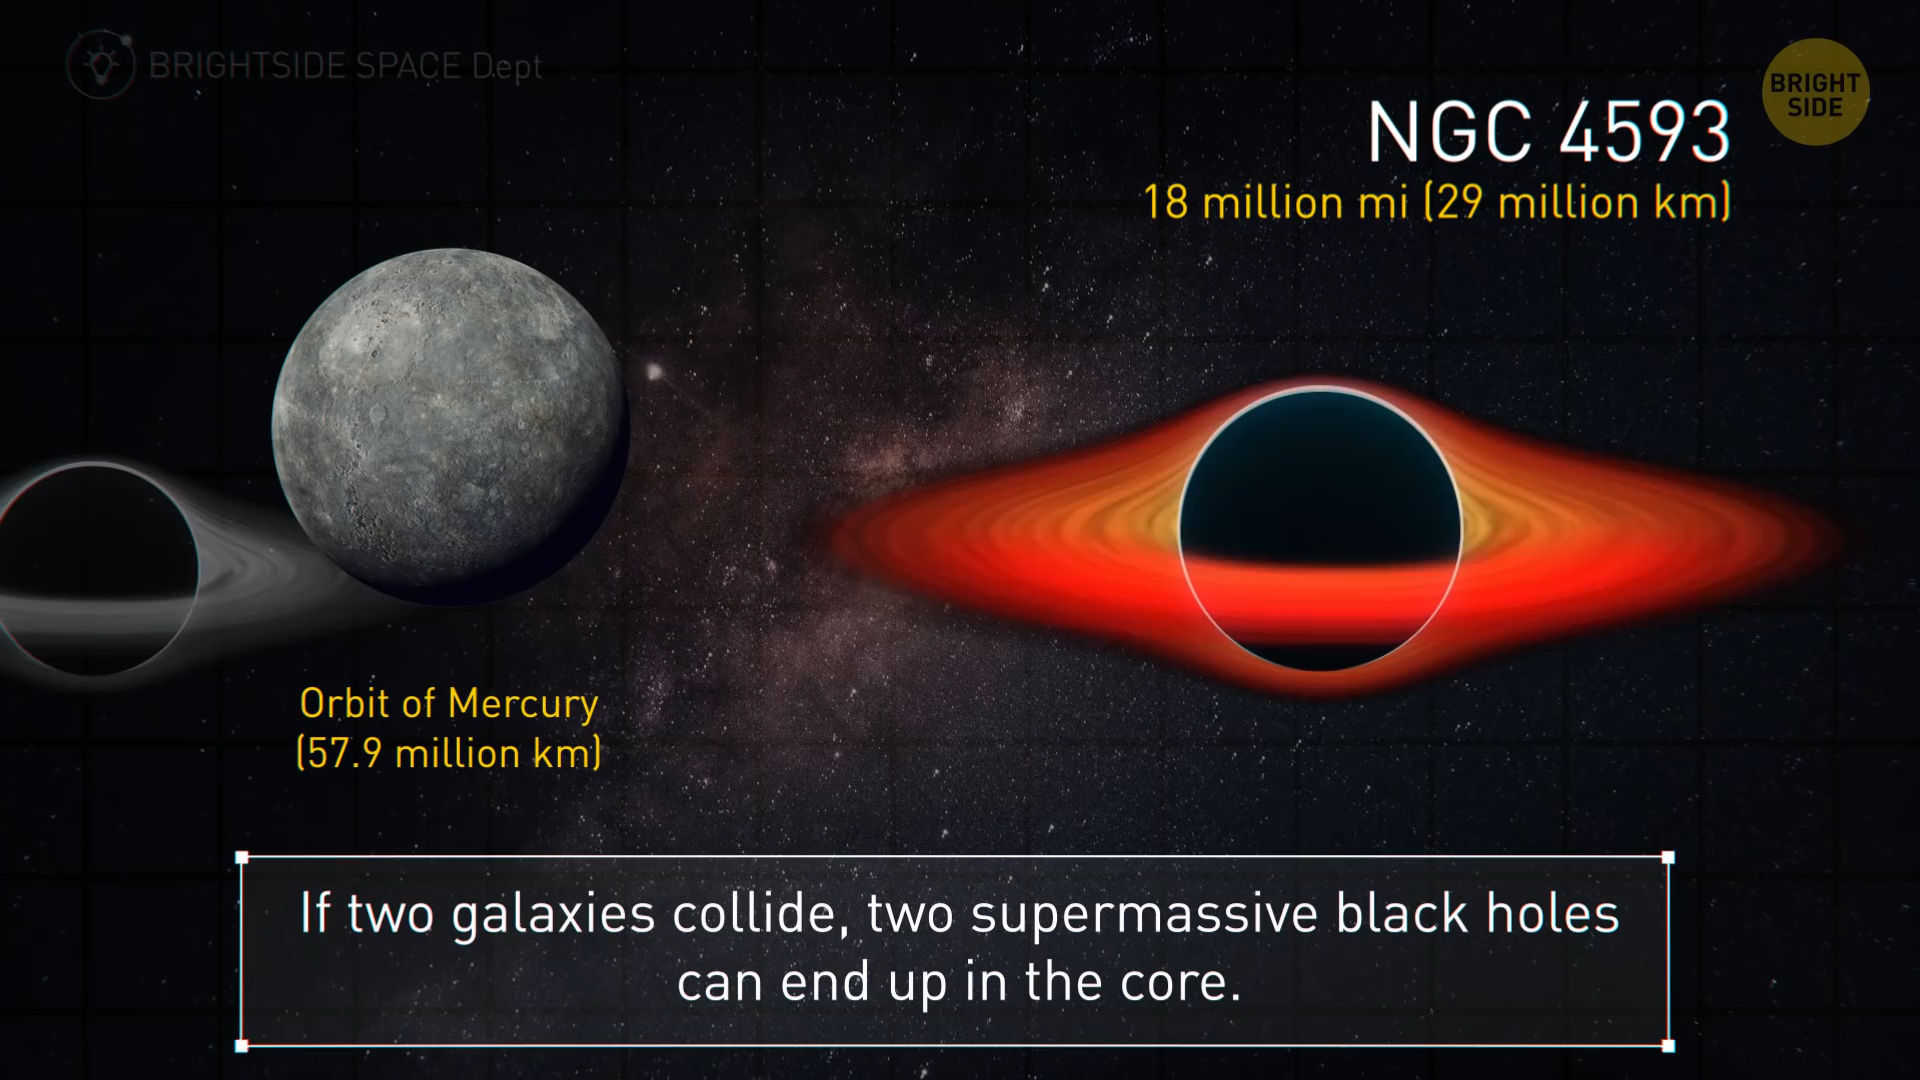 BRIGHTSIDE SPACE Dept
BRIGHT
SIDE
NGC 4593
18 million mi (29 million km)
Orbit of Mercury
(57.9 million km)
If two galaxies collide, two supermassive black holes
can end up in the core.